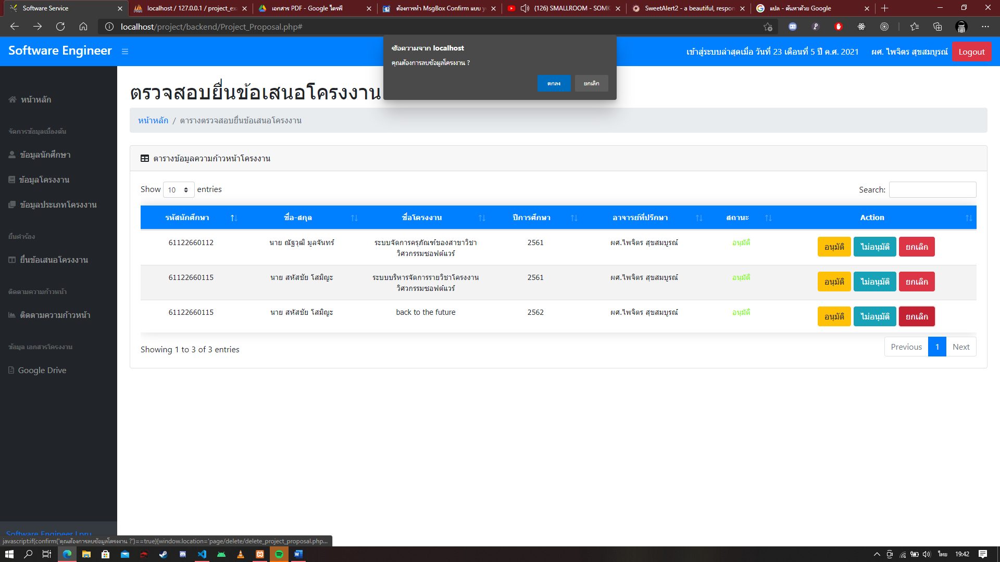 Software Service
localhost / 127.0.0.1 / project_ex
เอกสาร PDF - Google ไดรฟ์
ต้องการทำ MsgBox Confirm แบบ y
(126) SMALLROOM - SOMK
SweetAlert2 - a beautiful, respon
แปล - ค้นหาด้วย Google
localhost/project/backend/Project_Proposal.php#
Software Engineer
เข้าสู่ระบบล่าสุดเมื่อ วันที่ 23 เดือนที่ 5 ปี ค.ศ. 2021
ผศ. ไพจิตร สุขสมบูรณ์
Logout
ข้อความจาก localhost
คุณต้องการลบข้อมูลโครงงาน ?
ตกลง
ยกเลิก
หน้าหลัก
จัดการข้อมูลเบื้องต้น
ข้อมูลนักศึกษา
ข้อมูลโครงงาน
ข้อมูลประเภทโครงงาน
ยื่นคำร้อง
ยื่นข้อเสนอโครงงาน
ติดตามความก้าวหน้า
ติดตามความก้าวหน้า
ข้อมูล เอกสารโครงงาน
Google Drive
ตรวจสอบยื่นข้อเสนอโครงงาน
หน้าหลัก / ตารางตรวจสอบยื่นข้อเสนอโครงงาน
ตารางข้อมูลความก้าวหน้าโครงงาน
Show 10 entries
Search:
รหัสนักศึกษา ชื่อ-สกุล ชื่อโครงงาน ปีการศึกษา อาจารย์ที่ปรึกษา สถานะ Action
61122660112 นาย ณัฐวุฒิ มูลจันทร์ ระบบจัดการครุภัณฑ์ของสาขาวิชา 2561 ผศ.ไพจิตร สุขสมบูรณ์ อนุมัติ อนุมัติ ไม่อนุมัติ ยกเลิก
วิศวกรรมซอฟต์แวร์
61122660115 นาย สหัสชัย โสมิญะ ระบบบริหารจัดการรายวิชาโครงงาน 2561 ผศ.ไพจิตร สุขสมบูรณ์ อนุมัติ อนุมัติ ไม่อนุมัติ ยกเลิก
วิศวกรรมซอฟต์แวร์
61122660115 นาย สหัสชัย โสมิญะ back to the future 2562 ผศ.ไพจิตร สุขสมบูรณ์ อนุมัติ อนุมัติ ไม่อนุมัติ ยกเลิก
Showing 1 to 3 of 3 entries
Previous 1 Next
Software Engineer Lpru
javascript:if(confirm('คุณต้องการลบข้อมูลโครงงาน ?')==true){window.location='page/delete/delete_project_proposal.php...
ไทย
19:42